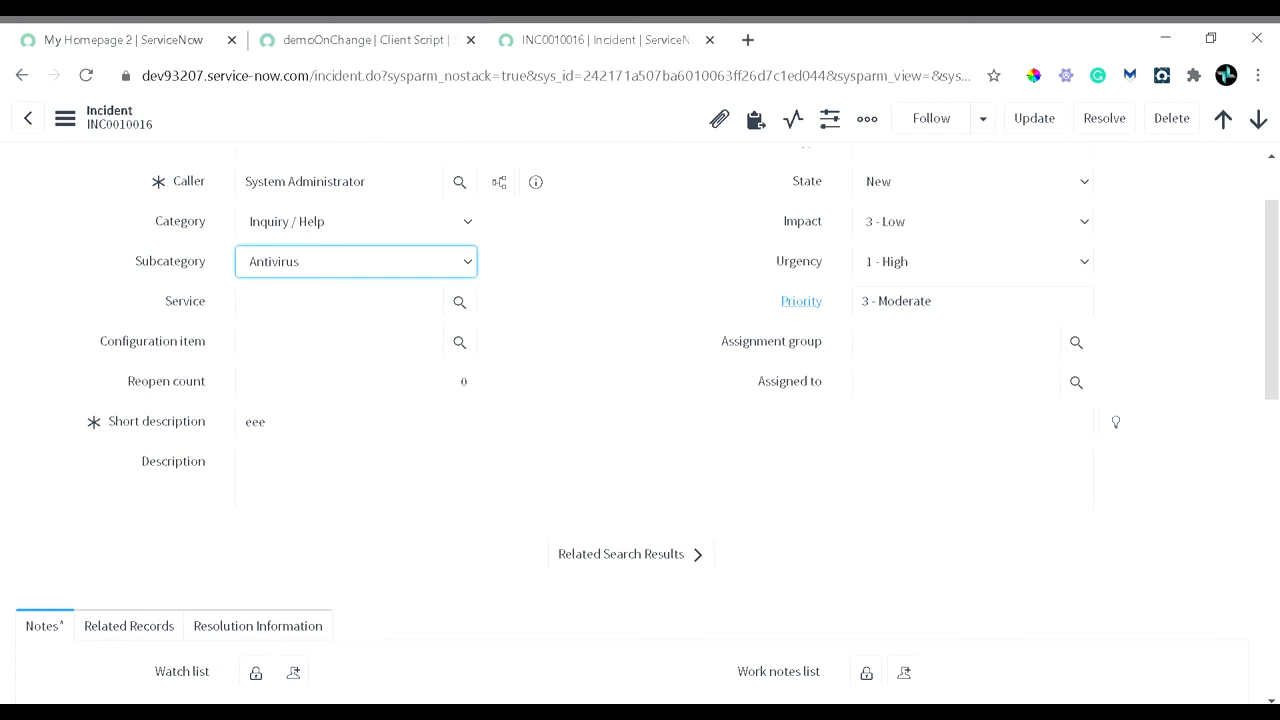 My Homepage 2 | ServiceNow
demoOnChange | Client Script |
INC0010016 | Incident | ServiceN
dev93207.service-now.com/incident.do?sysparm_nostack=true&sys_id=242171a507ba6010063ff26d7c1ed044&sysparm_view=&sys...
Incident
INC0010016
Follow
Update
Resolve
Delete
Caller
System Administrator
State
New
Category
Inquiry / Help
Impact
3 - Low
Subcategory
Antivirus
Urgency
1 - High
Service
Priority
3 - Moderate
Configuration item
Assignment group
Reopen count
0
Assigned to
Short description
eee
Description
Related Search Results
Notes*
Related Records
Resolution Information
Watch list
Work notes list